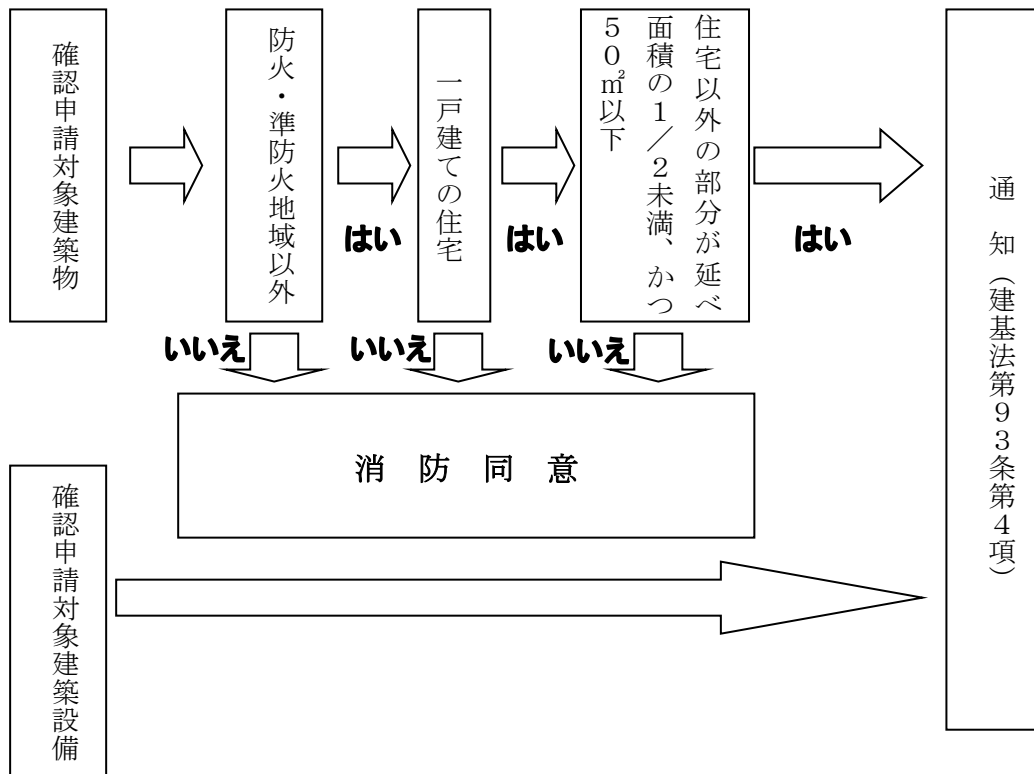 確認申請対象建築物
防火・準防火地域以外
はい
一戸建ての住宅
はい
住宅以外の部分が延べ
面積の1／2未満、かつ
50㎡以下
はい
通　知（建基法第93条第4項）
いいえ
いいえ
いいえ
消　防　同　意
確認申請対象建築設備